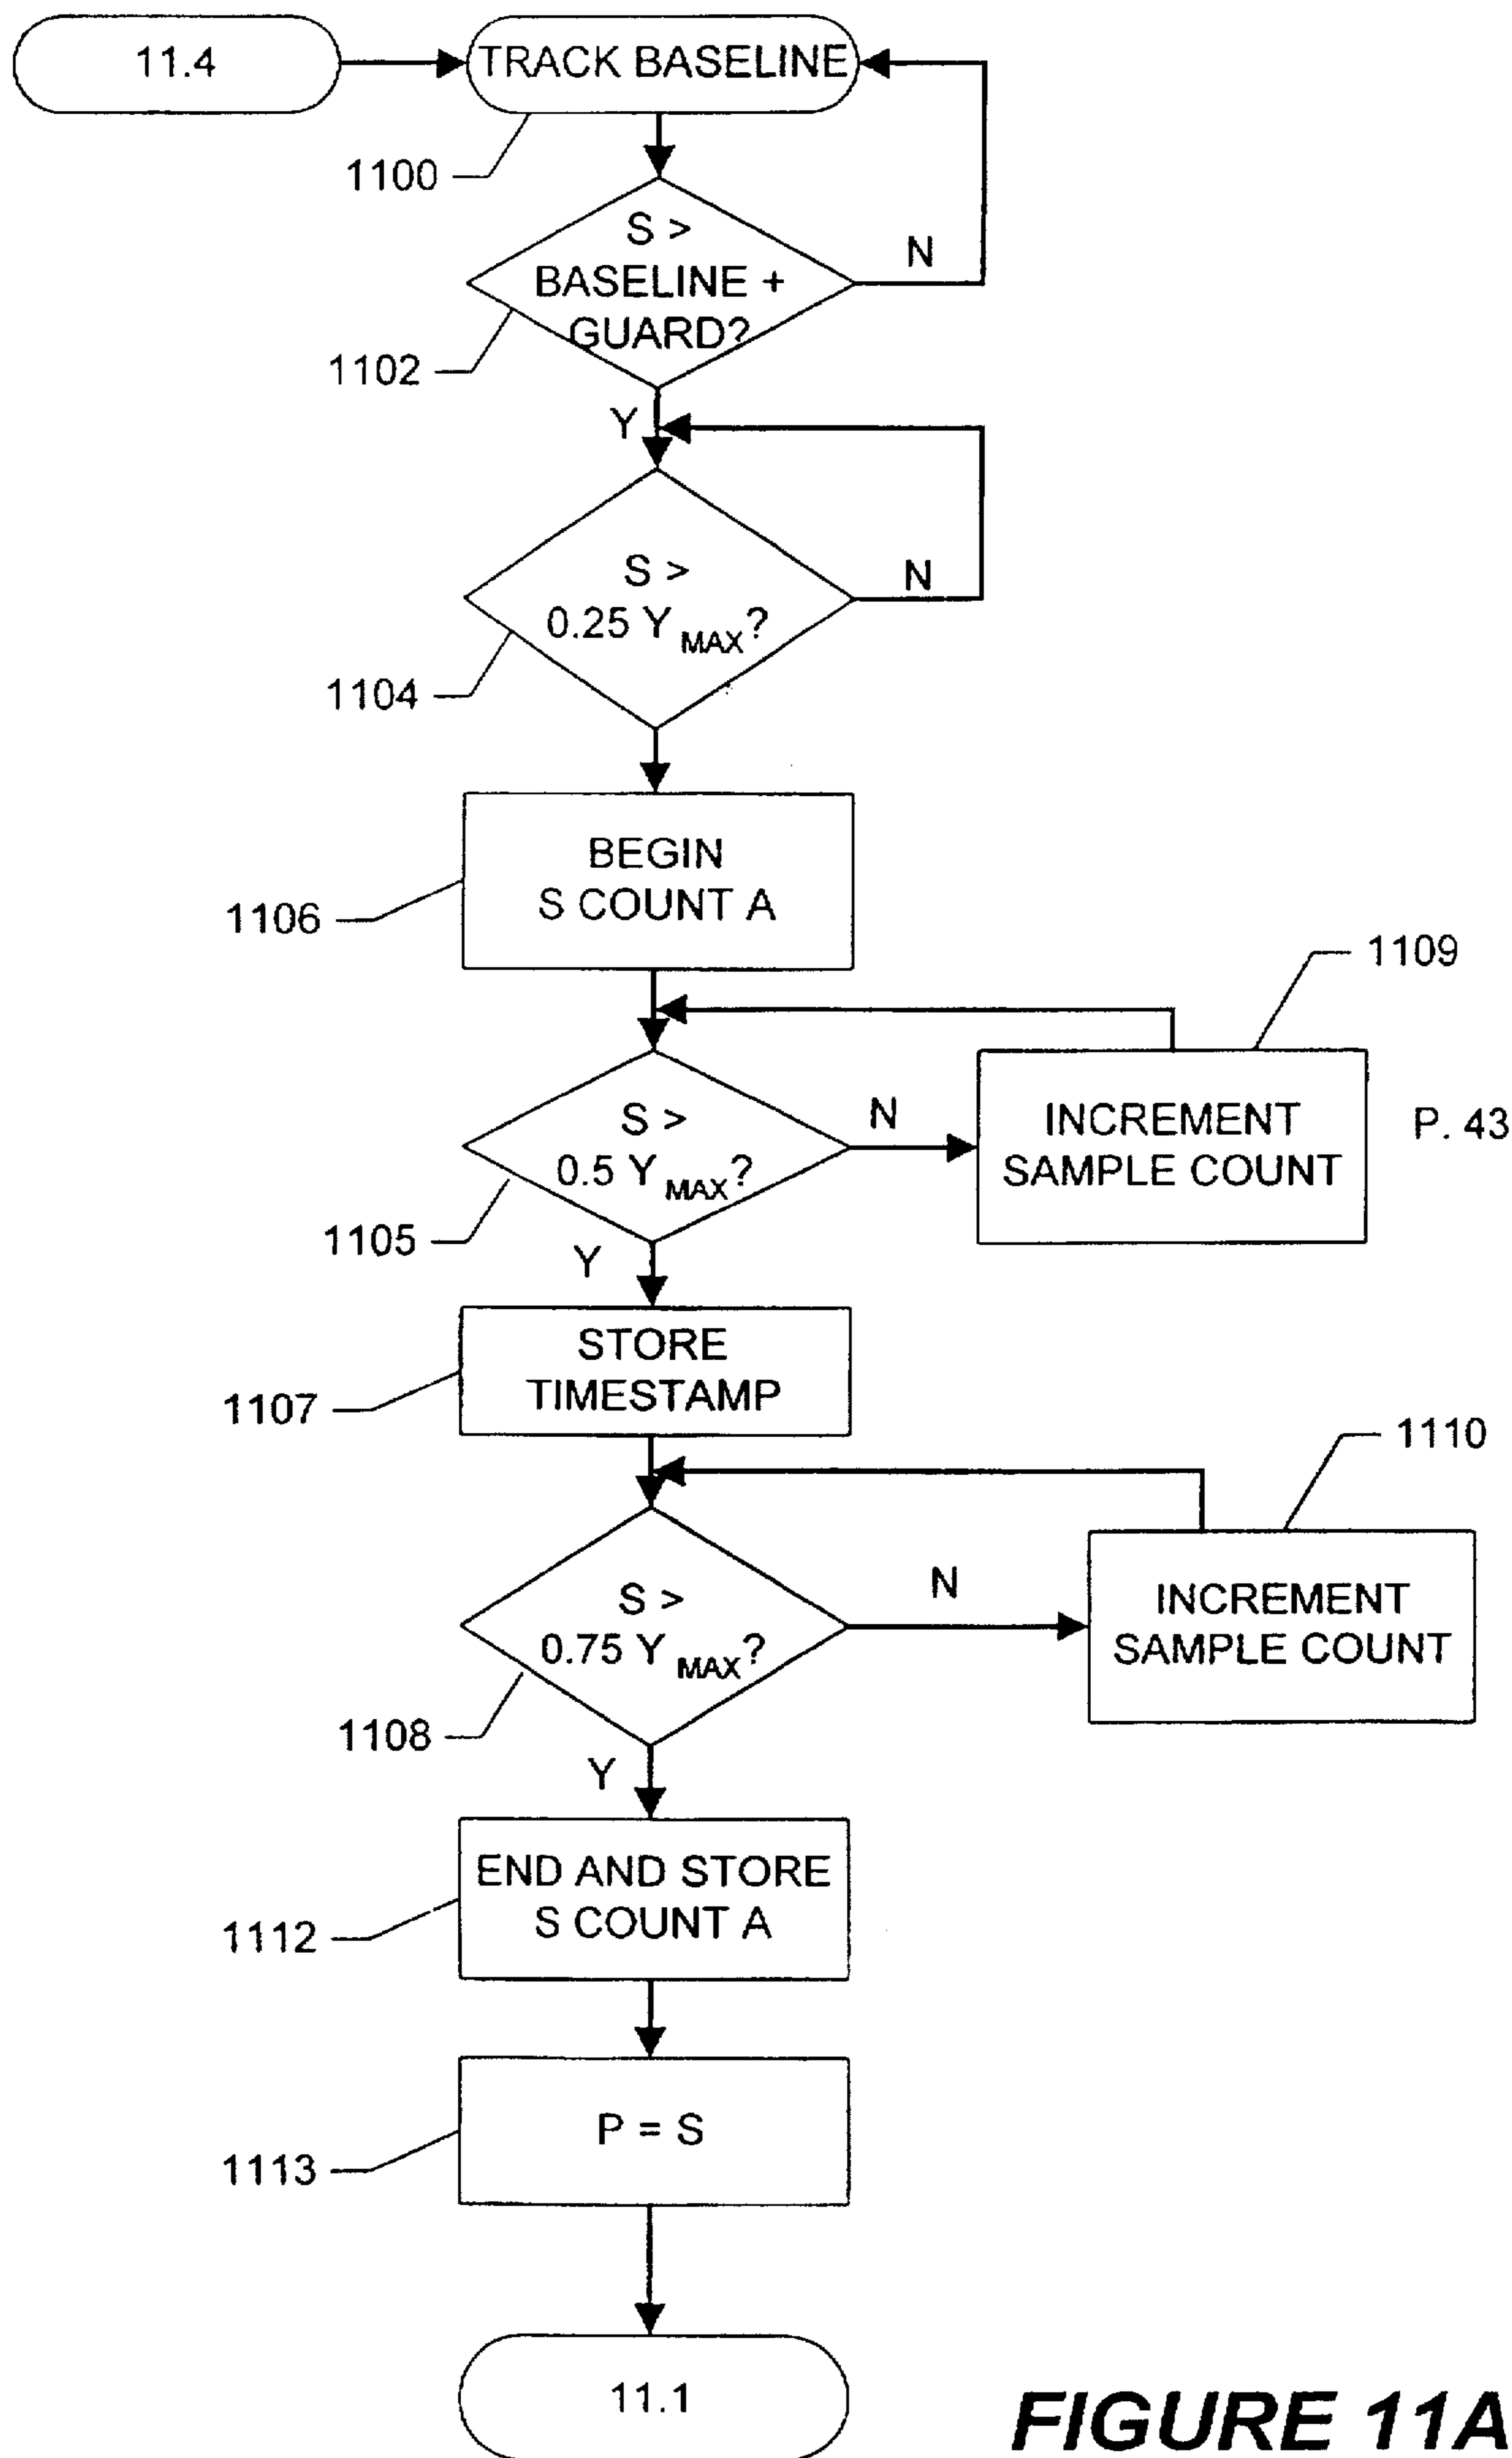 11.4
TRACK BASELINE
1100
S >
BASELINE +
GUARD?
N
1102
Y
S >
0.25 Y MAX?
N
1104
BEGIN
S COUNT A
1106
1109
S >
0.5 Y MAX?
N
INCREMENT
SAMPLE COUNT
P. 43
1105
Y
STORE
TIMESTAMP
1107
1110
S >
0.75 Y MAX?
N
INCREMENT
SAMPLE COUNT
1108
Y
END AND STORE
S COUNT A
1112
P = S
1113
11.1
FIGURE 11A